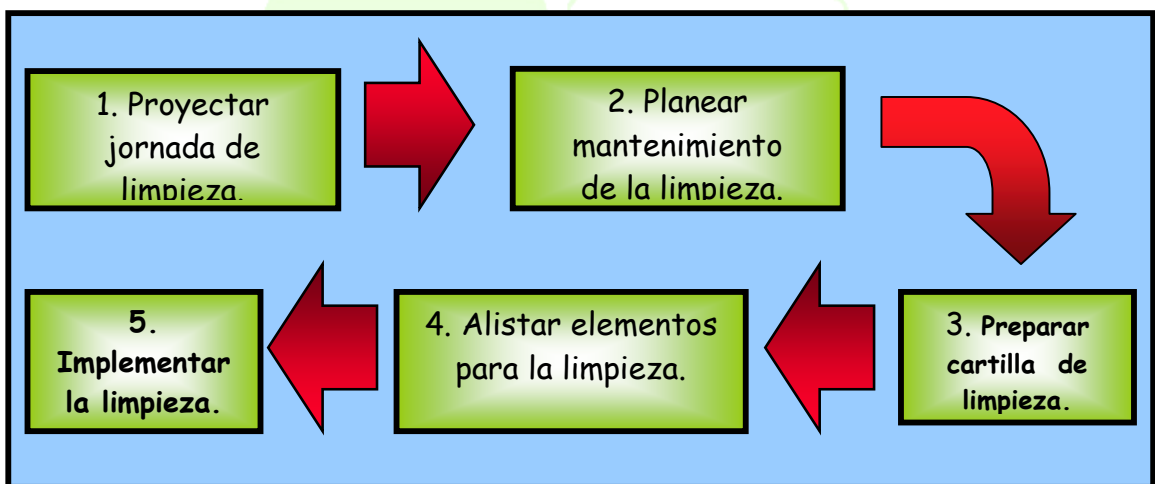 1. Proyectar
jornada de
limpieza.
2. Planear
mantenimiento
de la limpieza.
3. Preparar
cartilla de
limpieza.
4. Alistar elementos
para la limpieza.
5.
Implementar
la limpieza.